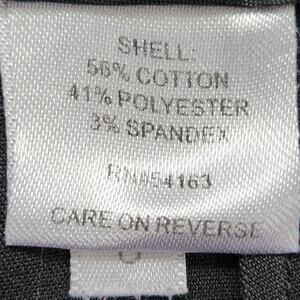 SHELL:
56% COTTON
41% POLYESTER
3% SPANDEX
RN#54163
CARE ON REVERSE